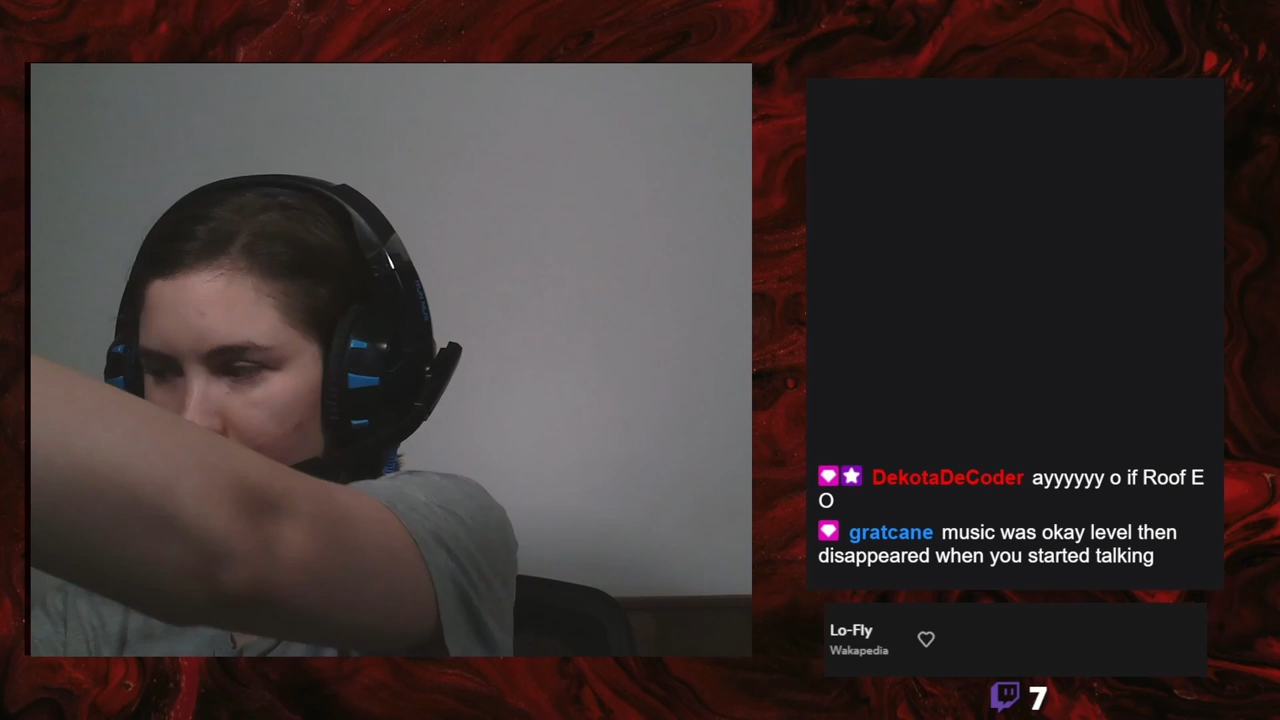 DekotaDeCoder ayyyyyy o if Roof E
O
gratcane music was okay level then
disappeared when you started talking
Lo-Fly
Wakapedia
7